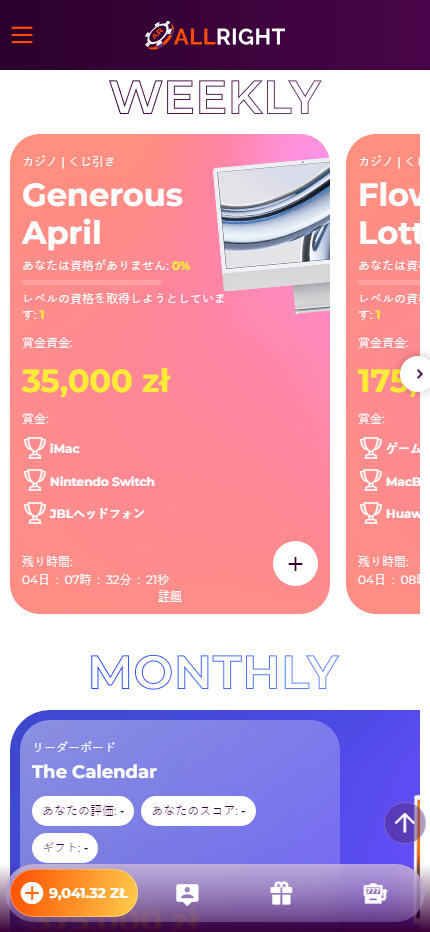 AR ALLRIGHT
WEEKLY
カジノ | くじ引き
Generous
April
あなたは資格がありません: 0%
レベルの資格を取得しようとしていま
す: 1
賞金資金:
35,000 zł
賞金:
iMac
Nintendo Switch
JBLヘッドフォン
残り時間:
04日 : 07時 : 32分 : 21秒
詳細
カジノ | くじ
Flow
Lott
あなたは資
レベルの資
す: 1
賞金資金:
175,
賞金:
ゲーム
MacB
Huaw
残り時間:
04日 : 08
MONTHLY
リーダーボード
The Calendar
あなたの評価: -
あなたのスコア: -
ギフト: -
375,000 zł
9,041.32 ZŁ
777